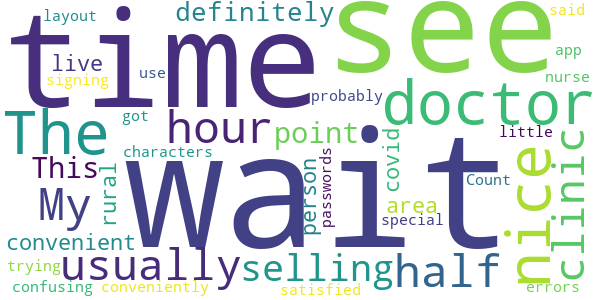 layout
definitely
said
time
see
live
signing
use
app
nurse
probably
doctor
The
got
hour
point
little
characters
This
wait
covid
nice
clinic
rural
person
passwords
Count
My
area
special
convenient
usually
selling
half
trying
confusing
conveniently
satisfied
errors